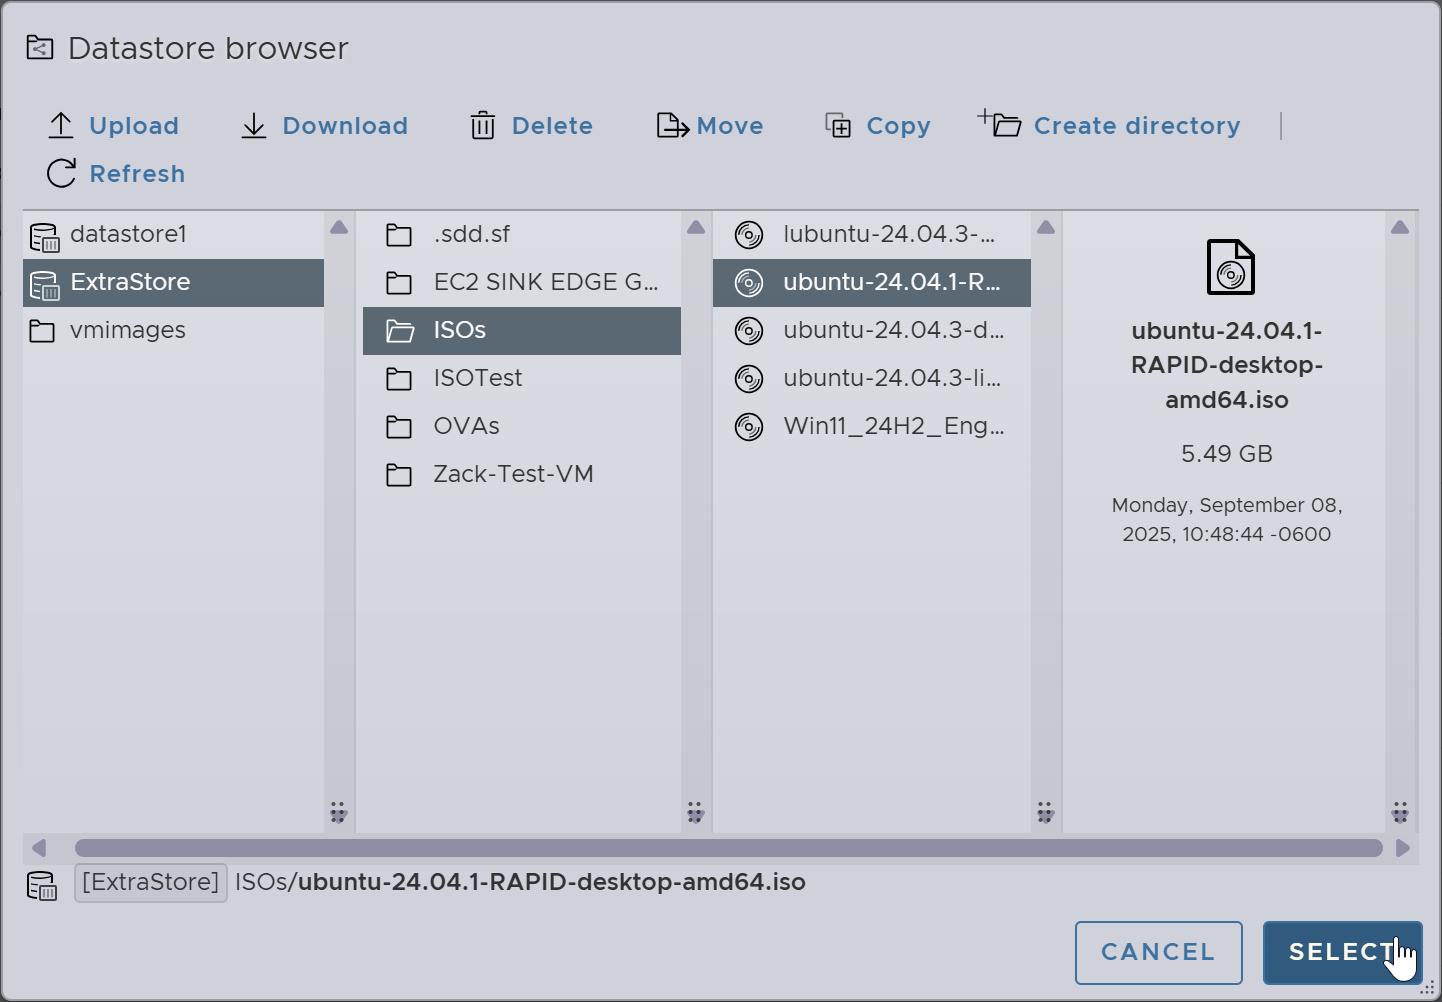 Datastore browser
Upload Download Delete Move Copy Create directory
Refresh
datastore1
ExtraStore
vmimages
.sdd.sf
EC2 SINK EDGE G...
ISOs
ISOTest
OVAs
Zack-Test-VM
lubuntu-24.04.3-...
ubuntu-24.04.1-R...
ubuntu-24.04.3-d...
ubuntu-24.04.3-li...
Win11_24H2_Eng...
ubuntu-24.04.1-
RAPID-desktop-
amd64.iso
5.49 GB
Monday, September 08,
2025, 10:48:44 -0600
[ExtraStore] ISOs/ubuntu-24.04.1-RAPID-desktop-amd64.iso
CANCEL SELECT